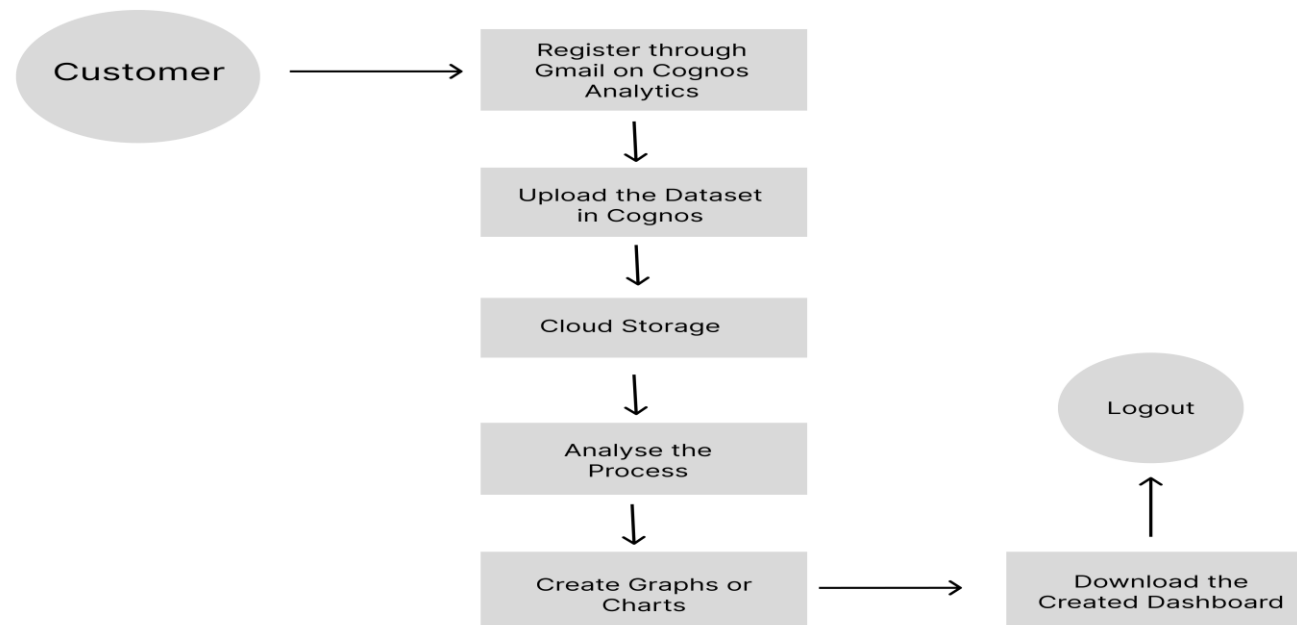 Customer
Register through
Gmail on Cognos
Analytics
Upload the Dataset
in Cognos
Cloud Storage
Analyse the
Process
Create Graphs or
Charts
Download the
Created Dashboard
Logout